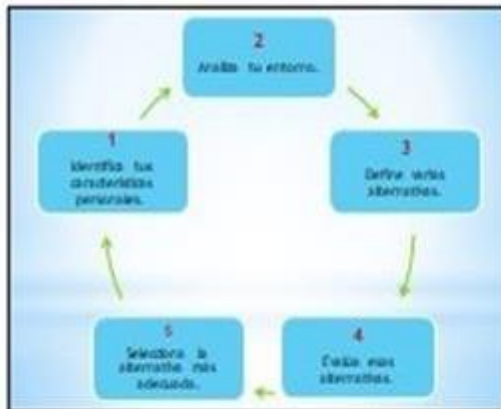 1
Identifica tus
características
personales.
2
Analiza tu entorno.
3
Define varias
alternativas.
4
Evalúa esas
alternativas.
5
Selecciona la
alternativa más
adecuada.